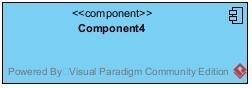 <<component>>
Component4
Powered By Visual Paradigm Community Edition